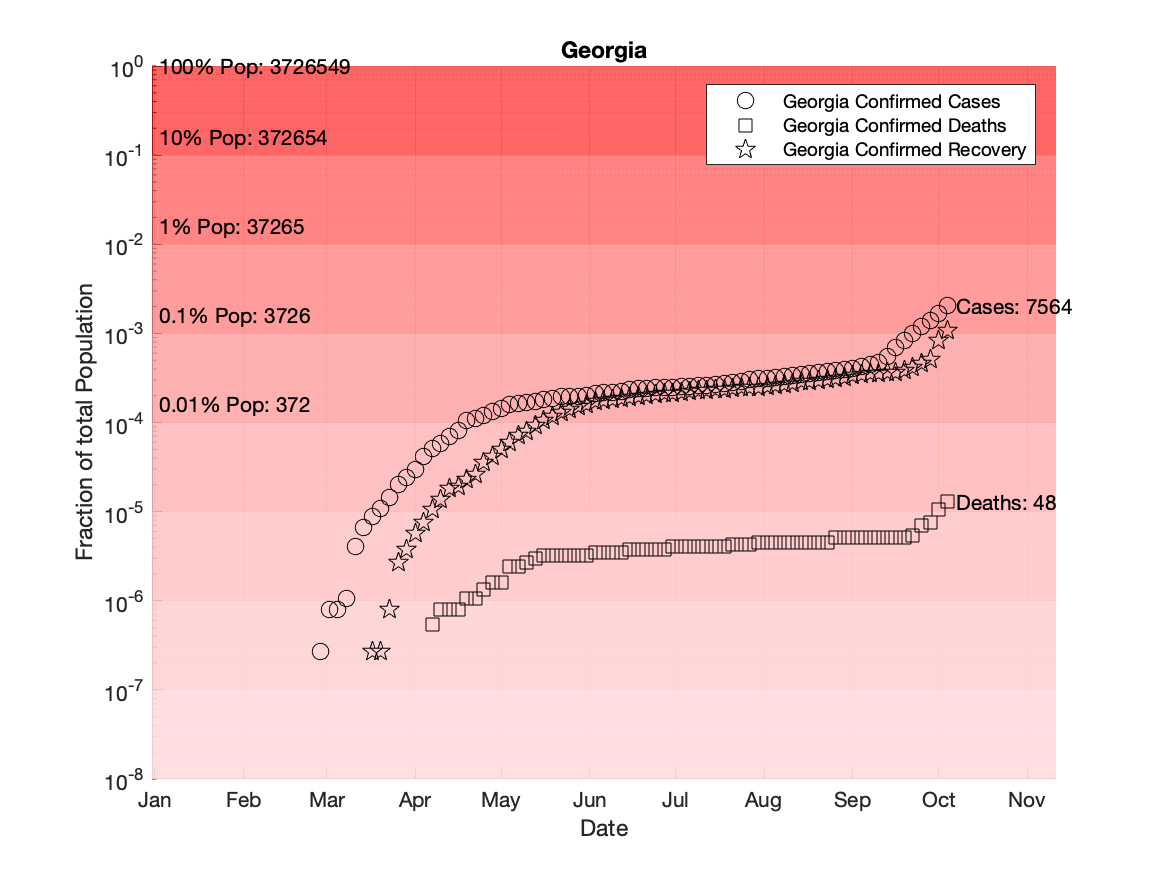 Georgia
10^0
10^-1
10^-2
10^-3
10^-4
10^-5
10^-6
10^-7
10^-8
Fraction of total Population
100% Pop: 3726549
10% Pop: 372654
1% Pop: 37265
0.1% Pop: 3726
0.01% Pop: 372
Georgia Confirmed Cases
Georgia Confirmed Deaths
Georgia Confirmed Recovery
Cases: 7564
Deaths: 48
Jan Feb Mar Apr May Jun Jul Aug Sep Oct Nov
Date